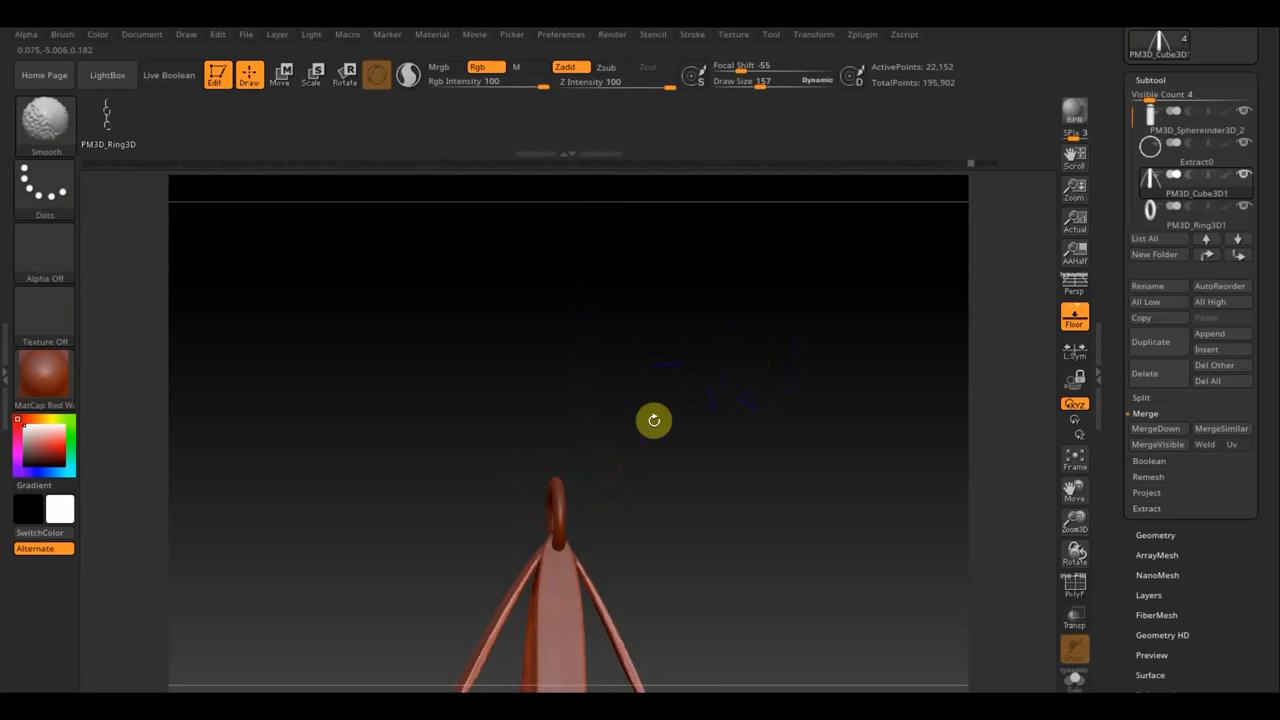 Alpha Brush Color Document Draw Edit File Layer Light Macro Marker Material Movie Picker Preferences Render Stencil Stroke Texture Tool Transform Zplugin Zscript
0.075,-5.006,0.182
Home Page LightBox Live Boolean Edit Draw Move Scale Rotate
Mrgb Rgb M Zadd Zsub Zcut
Rgb Intensity 100 Z Intensity 100
Focal Shift -55
Draw Size 157 Dynamic
S D
ActivePoints: 22,152
TotalPoints: 195,902
Smooth
PM3D_Ring3D
Dots
Alpha Off
Texture Off
MatCap Red W
Gradient
SwitchColor
Alternate
BPR
SPix 3
Scroll
Zoom
Actual
AAHalf
Dynamic
Persp
Floor
L.Sym
XYZ
Y
Z
Frame
Move
Zoom3D
Rotate
PolyF
Transp
Ghost
Dynamic
Solo
4
PM3D_Cube3D1
Subtool
Visible Count 4
PM3D_Sphereinder3D_2
Extract0
PM3D_Cube3D1
PM3D_Ring3D1
List All
New Folder
Rename AutoReorder
All Low All High
Copy Paste
Duplicate Append
Insert
Delete Del Other
Del All
Split
Merge
MergeDown MergeSimilar
MergeVisible Weld Uv
Boolean
Remesh
Project
Extract
Geometry
ArrayMesh
NanoMesh
Layers
FiberMesh
Geometry HD
Preview
Surface